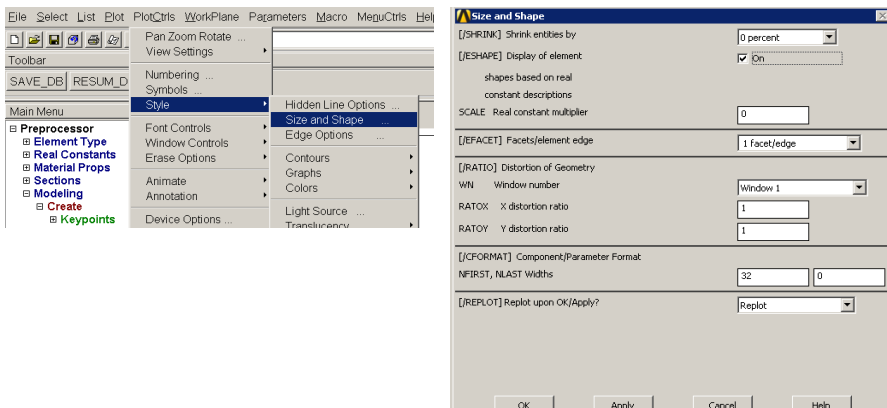 File Select List Plot PlotCtrls WorkPlane Parameters Macro MenuCtrls Hel
Pan Zoom Rotate ...
View Settings
Toolbar
SAVE_DB RESUM_D
Numbering ...
Symbols ...
Style
Main Menu
Preprocessor
Element Type
Real Constants
Material Props
Sections
Modeling
Create
Keypoints
Font Controls
Window Controls
Erase Options
Animate
Annotation
Device Options ...
Hidden Line Options ...
Size and Shape ...
Edge Options ...
Contours
Graphs
Colors
Light Source ...
Translucency
Size and Shape
[/SHRINK] Shrink entities by 0 percent
[/ESHAPE] Display of element On
shapes based on real
constant descriptions
SCALE Real constant multiplier 0
[/EFACET] Facets/element edge 1 facet/edge
[/RATIO] Distortion of Geometry
WN Window number Window 1
RATOX X distortion ratio 1
RATOY Y distortion ratio 1
[/CFORMAT] Component/Parameter Format
NFIRST, NLAST Widths 32 0
[/REPLOT] Replot upon OK/Apply? Replot
OK Apply Cancel Help